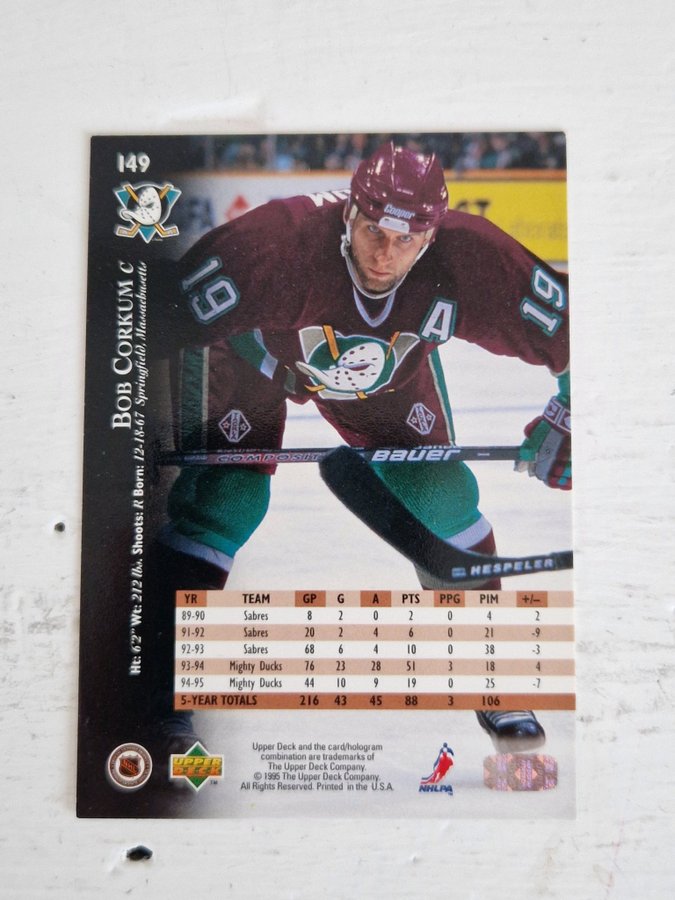 149
BOB CORKUM C
Springfield, Massachusetts
Ht: 6'2" Wt: 212 lbs. Shoots: R Born: 12-18-67
Cooper
19
A
19
COMPOSITE
BAUER
HESPELER
YR TEAM GP G A PTS PPG PIM +/–
89-90 Sabres 8 2 0 2 0 4 2
91-92 Sabres 20 2 4 6 0 21 -9
92-93 Sabres 68 6 4 10 0 38 -3
93-94 Mighty Ducks 76 23 28 51 3 18 4
94-95 Mighty Ducks 44 10 9 19 0 25 -7
5-YEAR TOTALS 216 43 45 88 3 106
NHL
UPPER DECK TM
Upper Deck and the card/hologram
combination are trademarks of
The Upper Deck Company.
© 1995 The Upper Deck Company.
All Rights Reserved. Printed in the U.S.A.
NHLPA